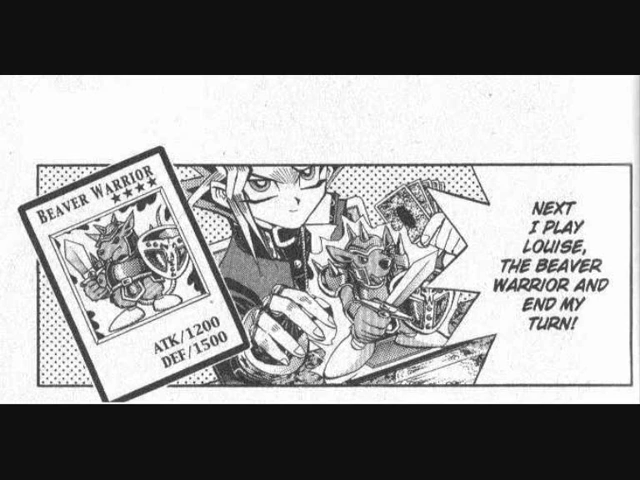 BEAVER WARRIOR
★★★★
ATK/1200
DEF/1500
NEXT
I PLAY
LOUISE,
THE BEAVER
WARRIOR AND
END MY
TURN!